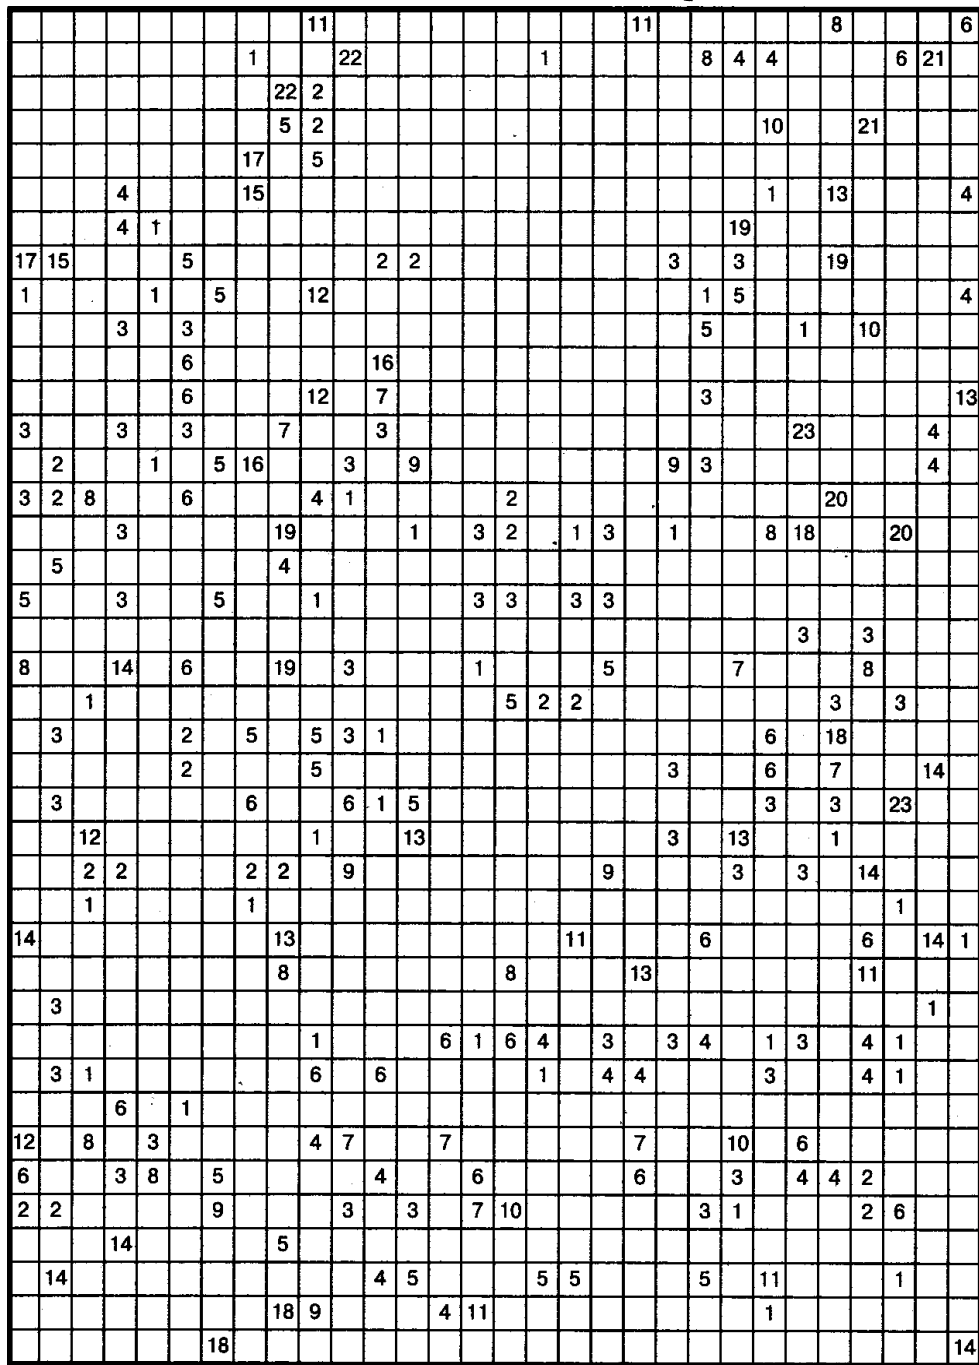 11 11 8 6
1 22 1 8 4 4 6 21
22 2
5 2 10 21
17 5
4 15 1 13 4
4 1 19
17 15 5 2 2 3 3 19
1 1 5 12 1 5 4
3 3 5 1 10
6 16
6 12 7 3 13
3 3 3 7 3 23 4
2 1 5 16 3 9 9 3 4
3 2 8 6 4 1 2 20
3 19 1 3 2 1 3 1 8 18 20
5 4
5 3 5 1 3 3 3 3
3 3
8 14 6 19 3 1 5 7 8
1 5 2 2 3 3
3 2 5 5 3 1 6 18
2 5 3 6 7 14
3 6 6 1 5 3 3 23
12 1 13 3 13 1
2 2 2 2 9 9 3 3 14
1 1 1
14 13 11 6 6 14 1
8 8 13 11
3 1
1 6 1 6 4 3 3 4 1 3 4 1
3 1 6 6 1 4 4 3 4 1
6 1
12 8 3 4 7 7 7 10 6
6 3 8 5 4 6 6 3 4 4 2
2 2 9 3 3 7 10 3 1 2 6
14 5
14 4 5 5 5 5 11 1
18 9 4 11 1
18 14